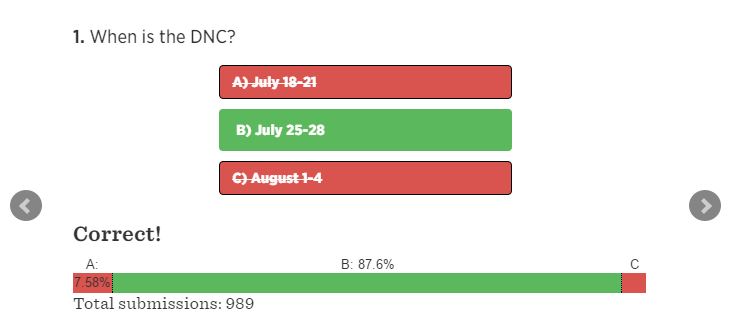 1. When is the DNC?
A) July 18-21
B) July 25-28
C) August 1-4
Correct!
A: B: 87.6% C
7.58%
Total submissions: 989